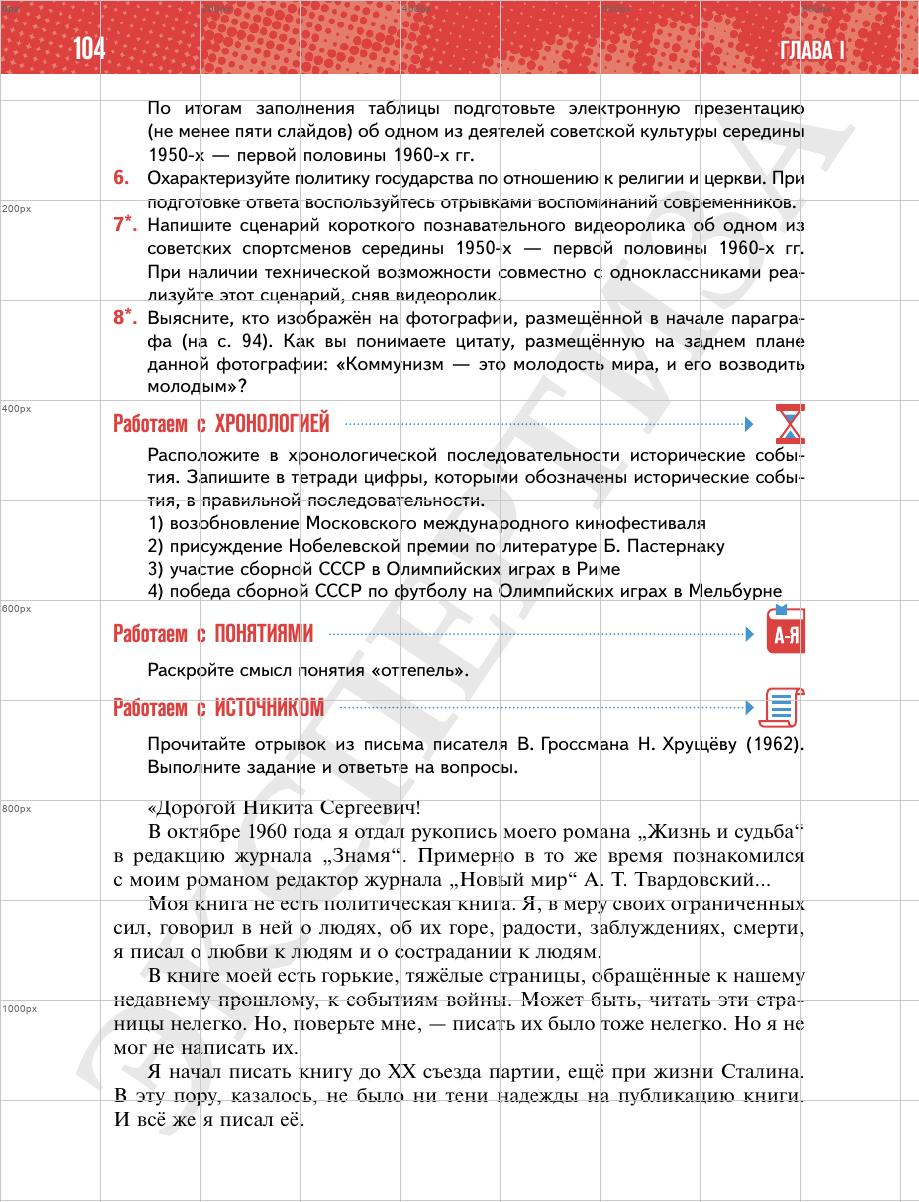 104
ГЛАВА I
По итогам заполнения таблицы подготовьте электронную презентацию
(не менее пяти слайдов) об одном из деятелей советской культуры середины
1950-х — первой половины 1960-х гг.
6. Охарактеризуйте политику государства по отношению к религии и церкви. При
подготовке ответа воспользуйтесь отрывками воспоминаний современников.
7*. Напишите сценарий короткого познавательного видеоролика об одном из
советских спортсменов середины 1950-х — первой половины 1960-х гг.
При наличии технической возможности совместно с одноклассниками реа-
лизуйте этот сценарий, сняв видеоролик.
8*. Выясните, кто изображён на фотографии, размещённой в начале парагра-
фа (на с. 94). Как вы понимаете цитату, размещённую на заднем плане
данной фотографии: «Коммунизм — это молодость мира, и его возводить
молодым»?
Работаем с ХРОНОЛОГИЕЙ
Расположите в хронологической последовательности исторические собы-
тия. Запишите в тетради цифры, которыми обозначены исторические собы-
тия, в правильной последовательности.
1) возобновление Московского международного кинофестиваля
2) присуждение Нобелевской премии по литературе Б. Пастернаку
3) участие сборной СССР в Олимпийских играх в Риме
4) победа сборной СССР по футболу на Олимпийских играх в Мельбурне
Работаем с ПОНЯТИЯМИ
А-Я
Раскройте смысл понятия «оттепель».
Работаем с ИСТОЧНИКОМ
Прочитайте отрывок из письма писателя В. Гроссмана Н. Хрущёву (1962).
Выполните задание и ответьте на вопросы.
«Дорогой Никита Сергеевич!
В октябре 1960 года я отдал рукопись моего романа „Жизнь и судьба“
в редакцию журнала „Знамя“. Примерно в то же время познакомился
с моим романом редактор журнала „Новый мир“ А. Т. Твардовский...
Моя книга не есть политическая книга. Я, в меру своих ограниченных
сил, говорил в ней о людях, об их горе, радости, заблуждениях, смерти,
я писал о любви к людям и о сострадании к людям.
В книге моей есть горькие, тяжёлые страницы, обращённые к нашему
недавнему прошлому, к событиям войны. Может быть, читать эти стра-
ницы нелегко. Но, поверьте мне, — писать их было тоже нелегко. Но я не
мог не написать их.
Я начал писать книгу до XX съезда партии, ещё при жизни Сталина.
В эту пору, казалось, не было ни тени надежды на публикацию книги.
И всё же я писал её.
ЭКСПЕРТИЗА
200px
400px
600px
800px
1000px